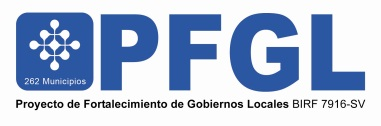 PFGL
262 Municipios
Proyecto de Fortalecimiento de Gobiernos Locales BIRF 7916-SV